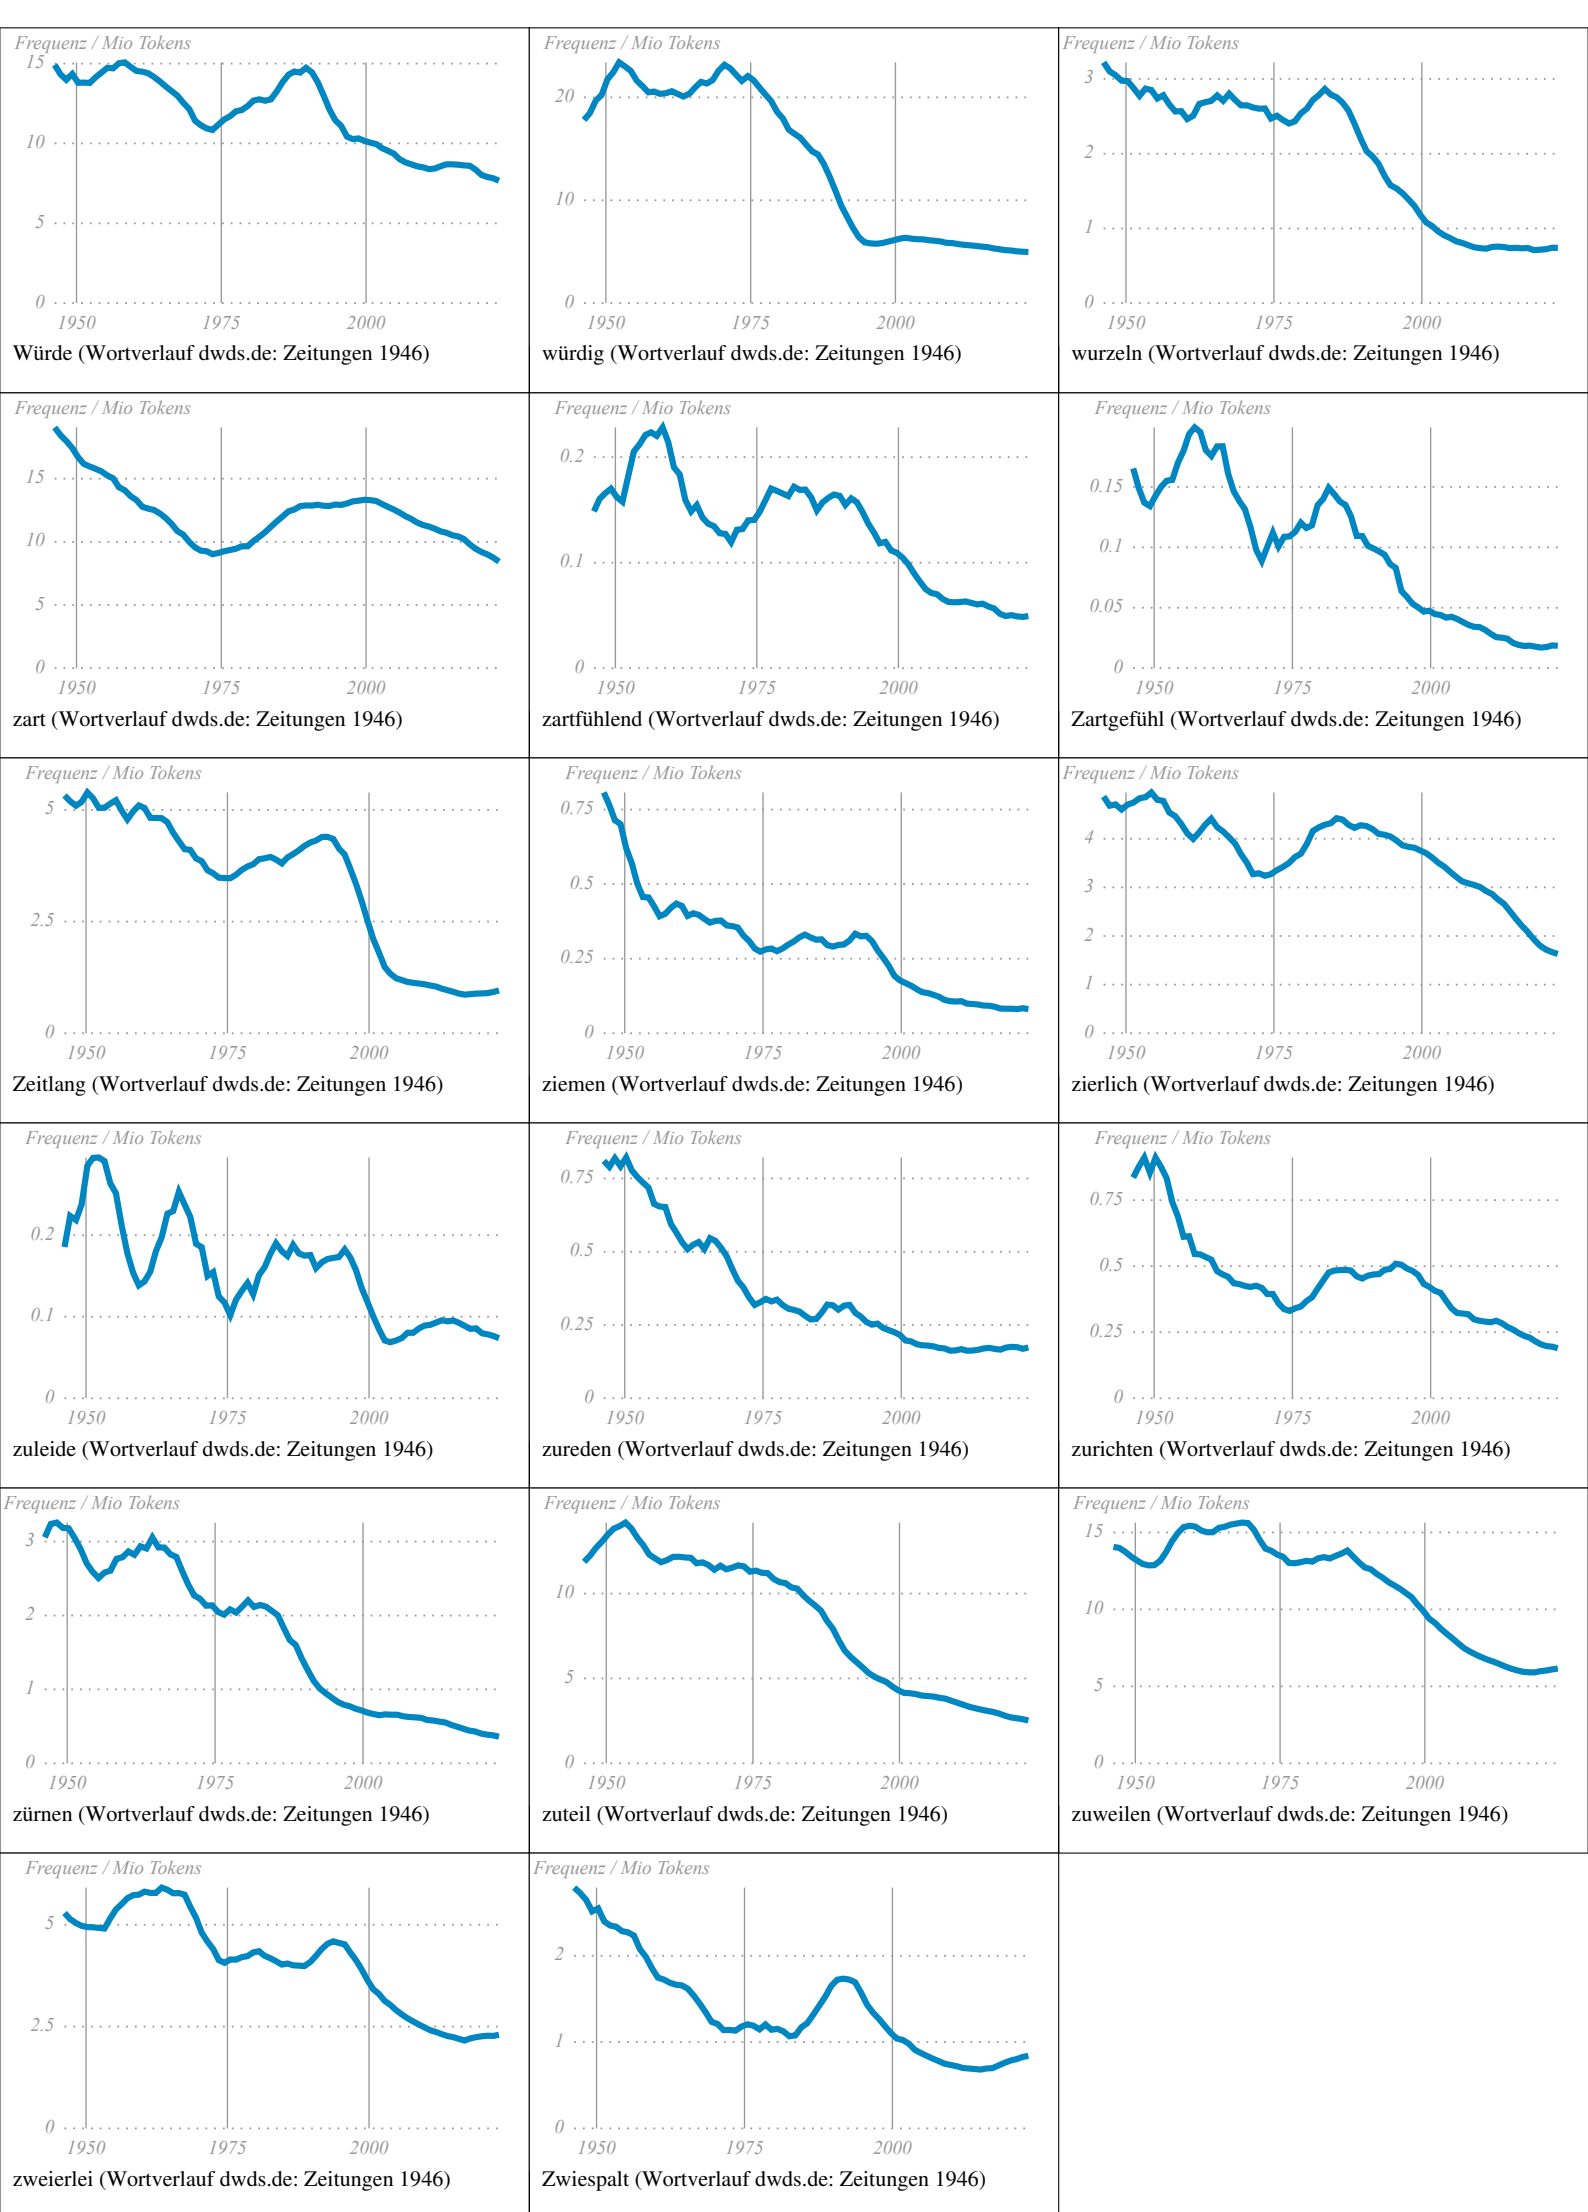 Frequenz / Mio Tokens
15
10
5
0
1950 1975 2000
Würde (Wortverlauf dwds.de: Zeitungen 1946)
Frequenz / Mio Tokens
20
10
0
1950 1975 2000
würdig (Wortverlauf dwds.de: Zeitungen 1946)
Frequenz / Mio Tokens
3
2
1
0
1950 1975 2000
wurzeln (Wortverlauf dwds.de: Zeitungen 1946)
Frequenz / Mio Tokens
15
10
5
0
1950 1975 2000
zart (Wortverlauf dwds.de: Zeitungen 1946)
Frequenz / Mio Tokens
0.2
0.1
0
1950 1975 2000
zartfühlend (Wortverlauf dwds.de: Zeitungen 1946)
Frequenz / Mio Tokens
0.15
0.1
0.05
0
1950 1975 2000
Zartgefühl (Wortverlauf dwds.de: Zeitungen 1946)
Frequenz / Mio Tokens
5
2.5
0
1950 1975 2000
Zeitlang (Wortverlauf dwds.de: Zeitungen 1946)
Frequenz / Mio Tokens
0.75
0.5
0.25
0
1950 1975 2000
ziemen (Wortverlauf dwds.de: Zeitungen 1946)
Frequenz / Mio Tokens
4
3
2
1
0
1950 1975 2000
zierlich (Wortverlauf dwds.de: Zeitungen 1946)
Frequenz / Mio Tokens
0.2
0.1
0
1950 1975 2000
zuleide (Wortverlauf dwds.de: Zeitungen 1946)
Frequenz / Mio Tokens
0.75
0.5
0.25
0
1950 1975 2000
zureden (Wortverlauf dwds.de: Zeitungen 1946)
Frequenz / Mio Tokens
0.75
0.5
0.25
0
1950 1975 2000
zurichten (Wortverlauf dwds.de: Zeitungen 1946)
Frequenz / Mio Tokens
3
2
1
0
1950 1975 2000
zürnen (Wortverlauf dwds.de: Zeitungen 1946)
Frequenz / Mio Tokens
10
5
0
1950 1975 2000
zuteil (Wortverlauf dwds.de: Zeitungen 1946)
Frequenz / Mio Tokens
15
10
5
0
1950 1975 2000
zuweilen (Wortverlauf dwds.de: Zeitungen 1946)
Frequenz / Mio Tokens
5
2.5
0
1950 1975 2000
zweierlei (Wortverlauf dwds.de: Zeitungen 1946)
Frequenz / Mio Tokens
2
1
0
1950 1975 2000
Zwiespalt (Wortverlauf dwds.de: Zeitungen 1946)